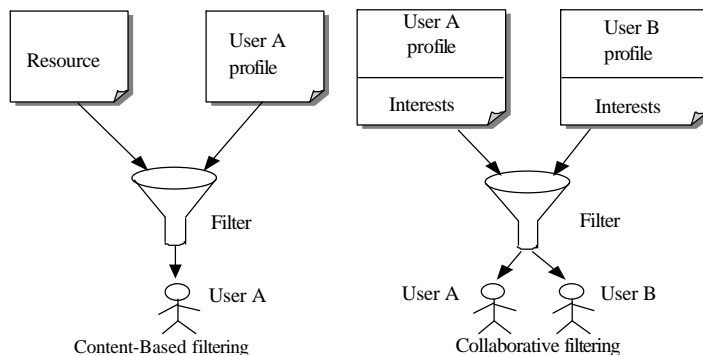 Resource
User A
profile
User A
profile
Interests
User B
profile
Interests
Filter
Filter
User A
User A
User B
Content-Based filtering
Collaborative filtering